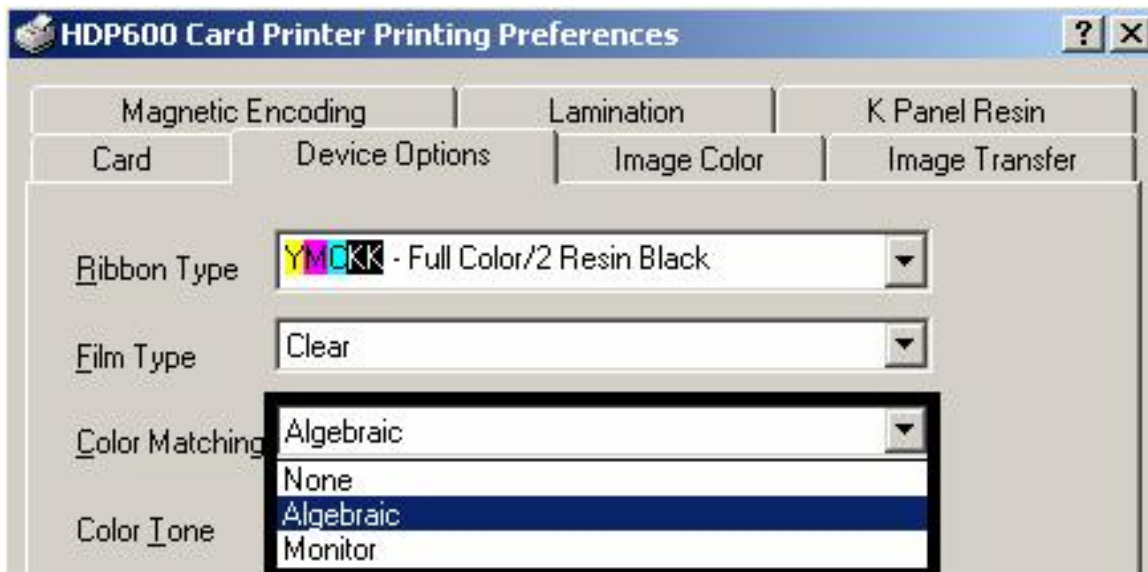 HDP600 Card Printer Printing Preferences
Magnetic Encoding Lamination K Panel Resin
Card Device Options Image Color Image Transfer
Ribbon Type YMCKK - Full Color/2 Resin Black
Film Type Clear
Color Matching Algebraic
None
Algebraic
Color Tone
Monitor